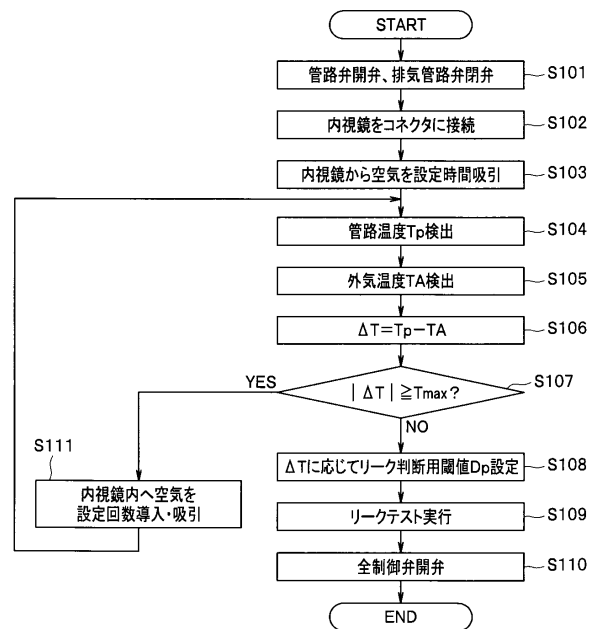 START
管路弁開弁、排気管路弁閉弁
S101
内視鏡をコネクタに接続
S102
内視鏡から空気を設定時間吸引
S103
管路温度Tp検出
S104
外気温度TA検出
S105
ΔT=Tp-TA
S106
|ΔT|≧Tmax?
S107
YES
NO
S111
内視鏡内へ空気を
設定回数導入・吸引
ΔTに応じてリーク判断用閾値Dp設定
S108
リークテスト実行
S109
全制御弁開弁
S110
END